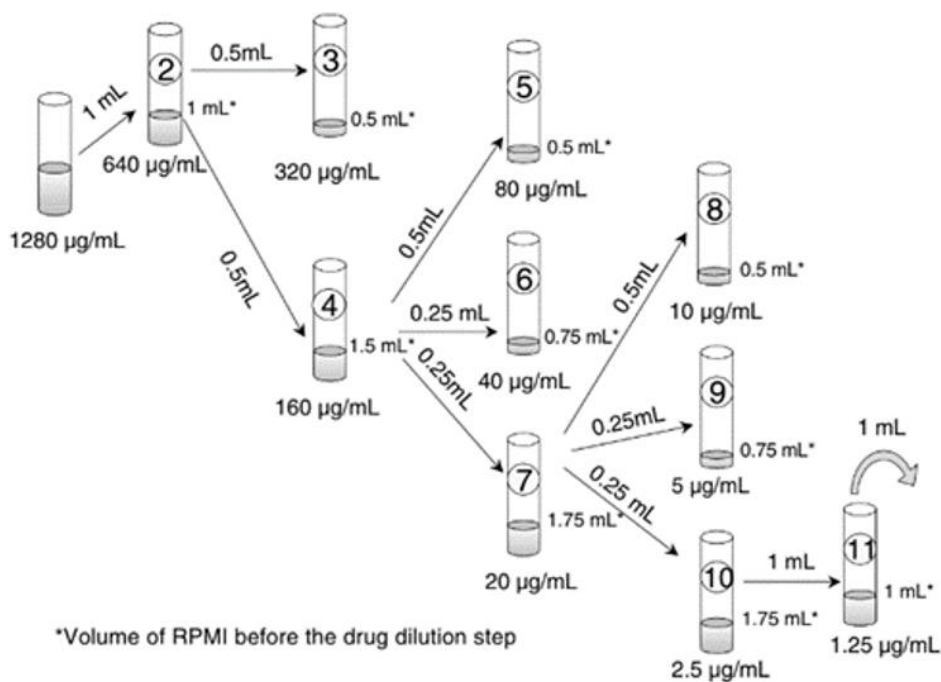 2
0.5mL
3
1 mL
1 mL*
0.5 mL*
640 µg/mL
320 µg/mL
1280 µg/mL
5
0.5 mL*
80 µg/mL
0.5mL
0.5mL
4
1.5 mL*
160 µg/mL
0.25 mL
6
0.75 mL*
40 µg/mL
0.25mL
8
0.5 mL*
10 µg/mL
0.5mL
7
1.75 mL*
20 µg/mL
0.25mL
9
0.75 mL*
5 µg/mL
0.25 mL
10
1.75 mL*
2.5 µg/mL
1 mL
1 mL
11
1 mL*
1.25 µg/mL
*Volume of RPMI before the drug dilution step